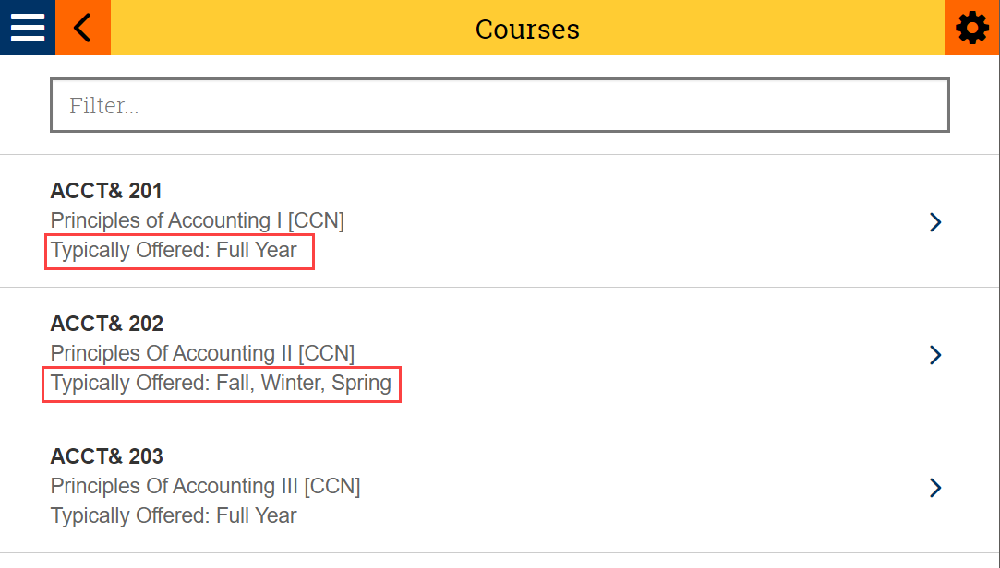 Courses
Filter...
ACCT& 201
Principles of Accounting I [CCN]
Typically Offered: Full Year
ACCT& 202
Principles Of Accounting II [CCN]
Typically Offered: Fall, Winter, Spring
ACCT& 203
Principles Of Accounting III [CCN]
Typically Offered: Full Year